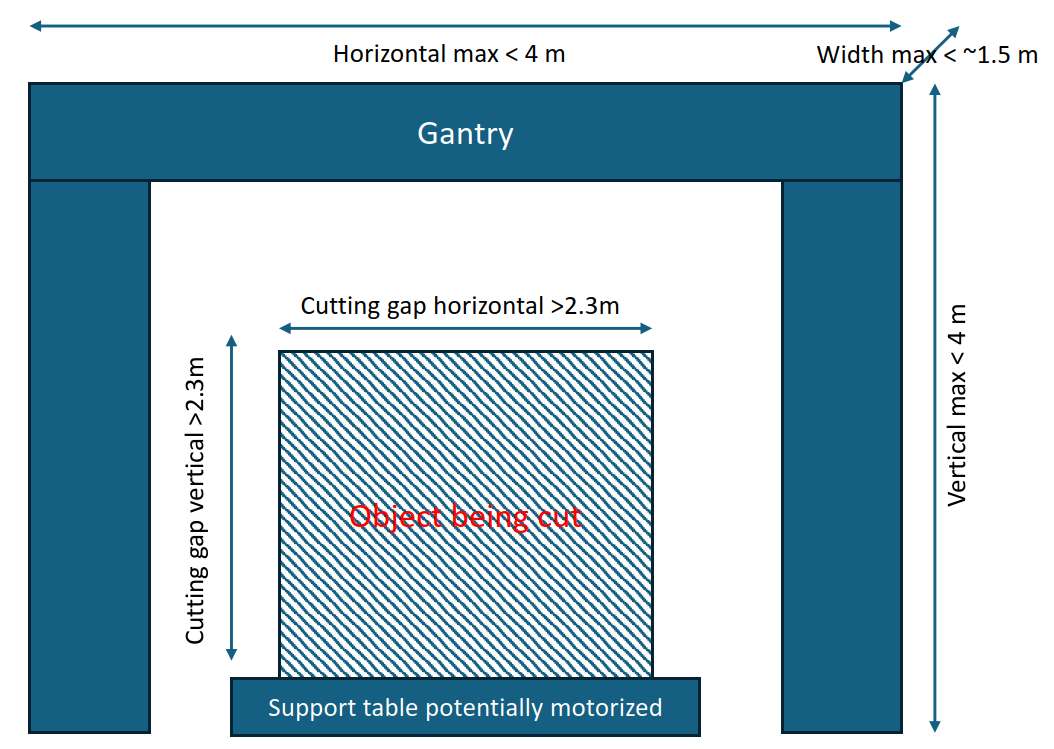 Horizontal max < 4 m
Width max < ~1.5 m
Gantry
Cutting gap horizontal >2.3m
Cutting gap vertical >2.3m
Vertical max < 4 m
Object being cut
Support table potentially motorized